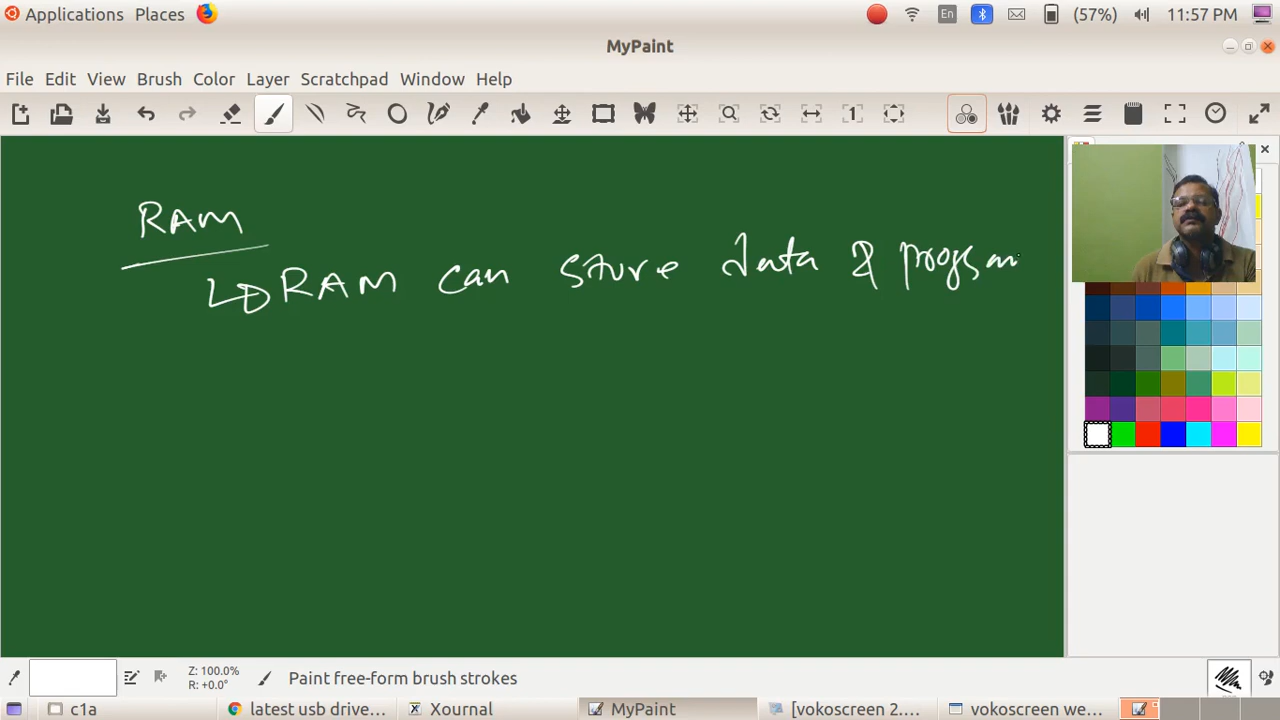 Applications Places En (57%) 11:57 PM
MyPaint
File Edit View Brush Color Layer Scratchpad Window Help
1
RAM
RAM can store data & program
Z: 100.0%
R: +0.0°
Paint free-form brush strokes
c1a latest usb drive... Xournal MyPaint [vokoscreen 2.... vokoscreen we...